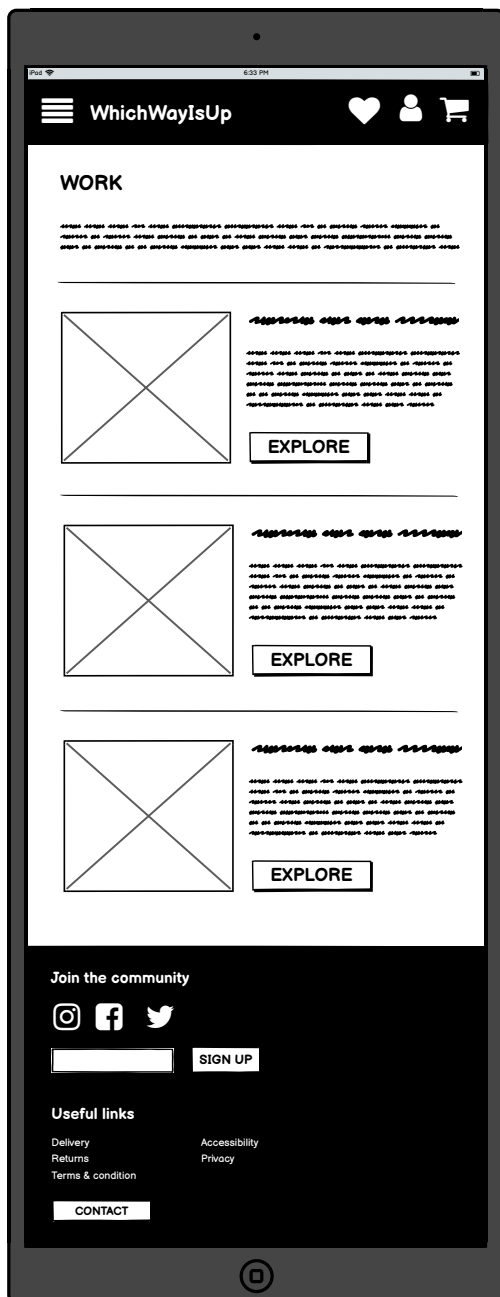 iPod
6:33 PM
WhichWayIsUp
WORK
EXPLORE
EXPLORE
EXPLORE
Join the community
SIGN UP
Useful links
Delivery
Accessibility
Returns
Privacy
Terms & condition
CONTACT